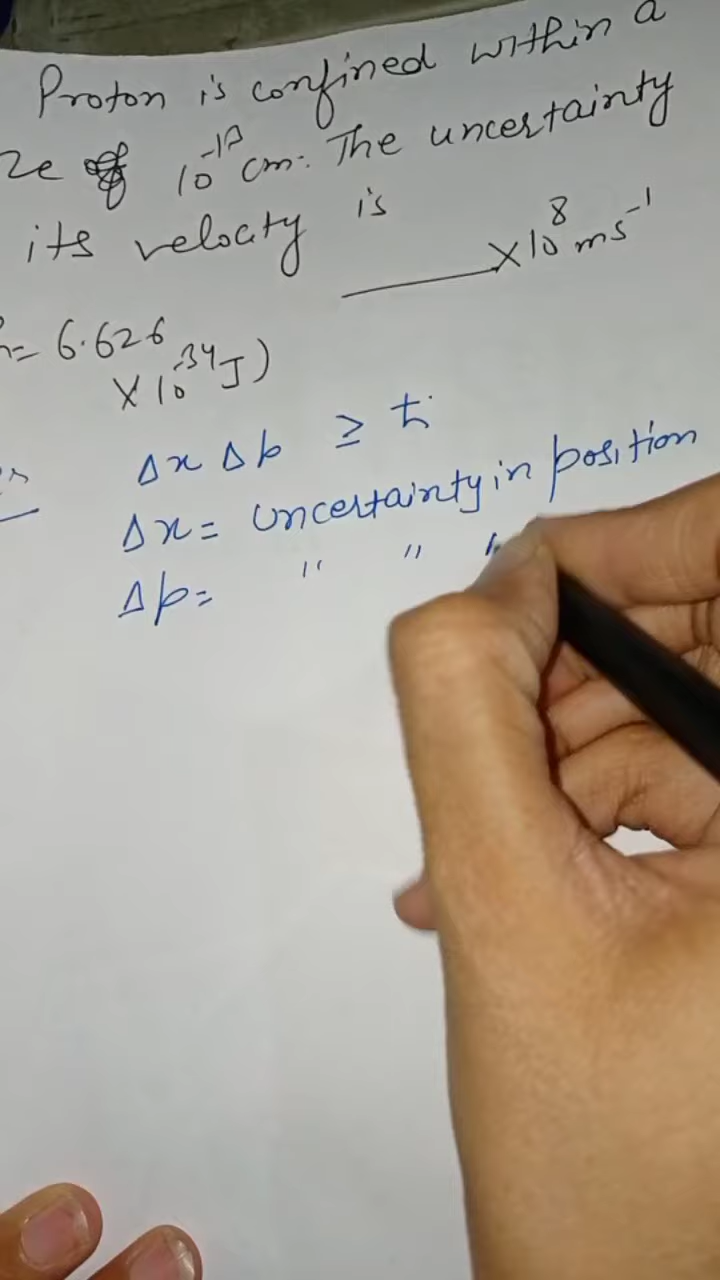 Proton is confined within a
ze of 10⁻¹³ cm. The uncertainty
its velocity is
_____ ×10⁸ ms⁻¹
= 6.626
×10⁻³⁴ J)
Δx Δp ≥ ħ
Δx = Uncertainty in position
Δp = " "